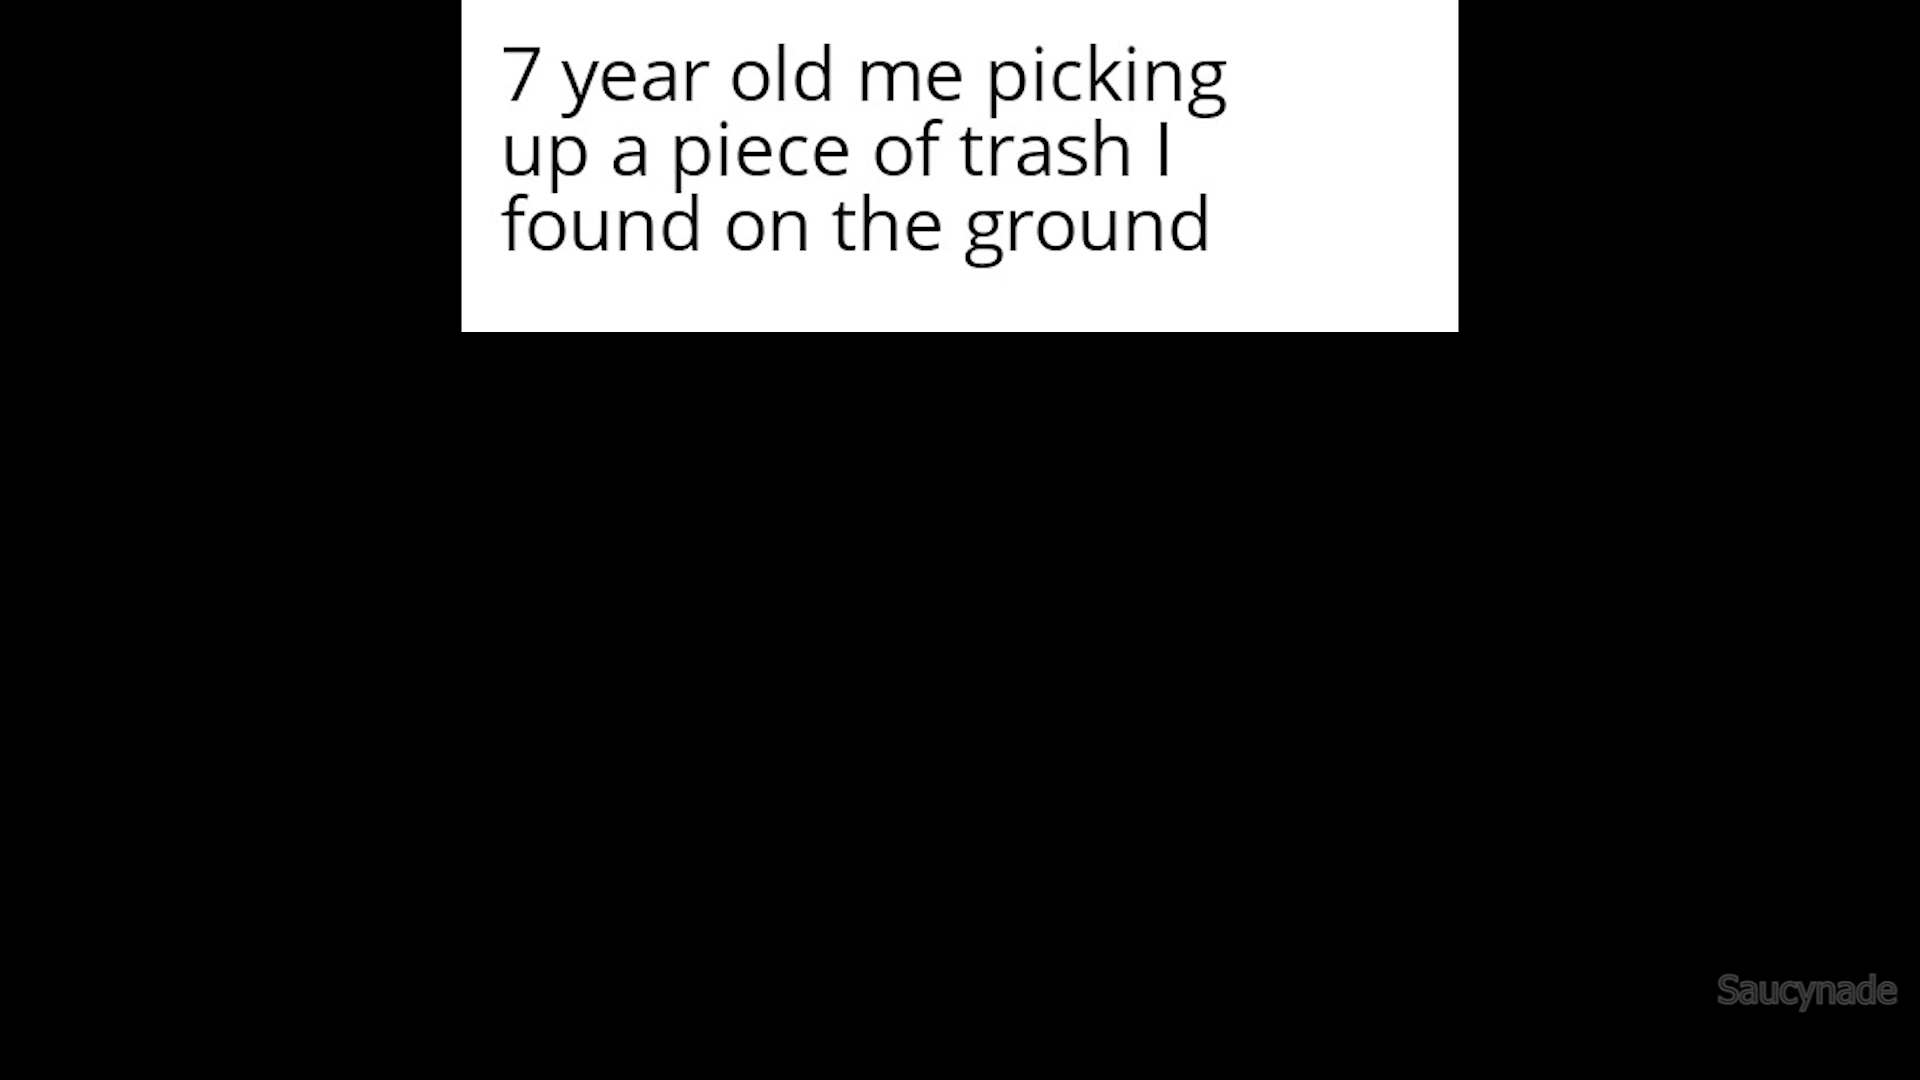 7 year old me picking
up a piece of trash I
found on the ground
Saucynade